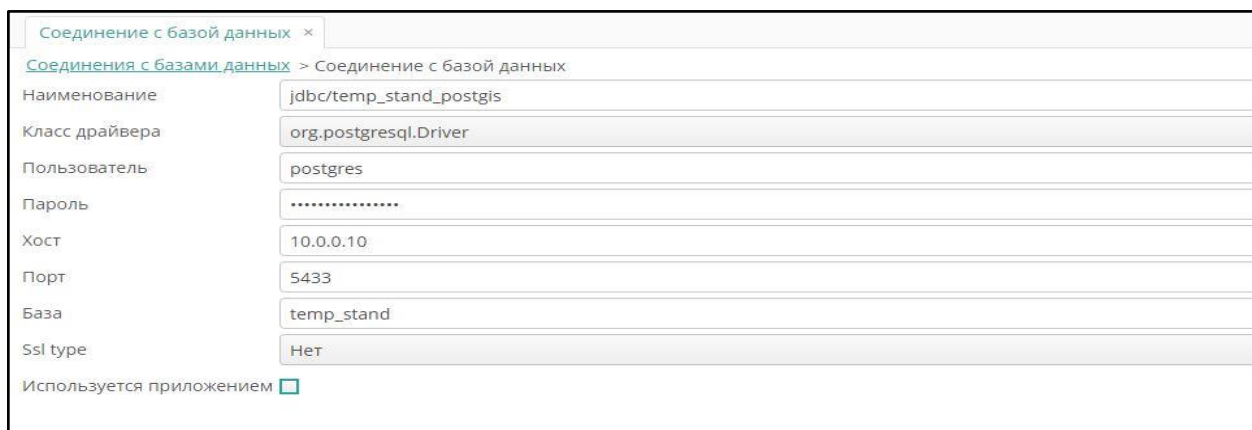 Соединение с базой данных ×
Соединения с базами данных > Соединение с базой данных
Наименование jdbc/temp_stand_postgis
Класс драйвера org.postgresql.Driver
Пользователь postgres
Пароль ••••••••••••••••
Хост 10.0.0.10
Порт 5433
База temp_stand
Ssl type Нет
Используется приложением